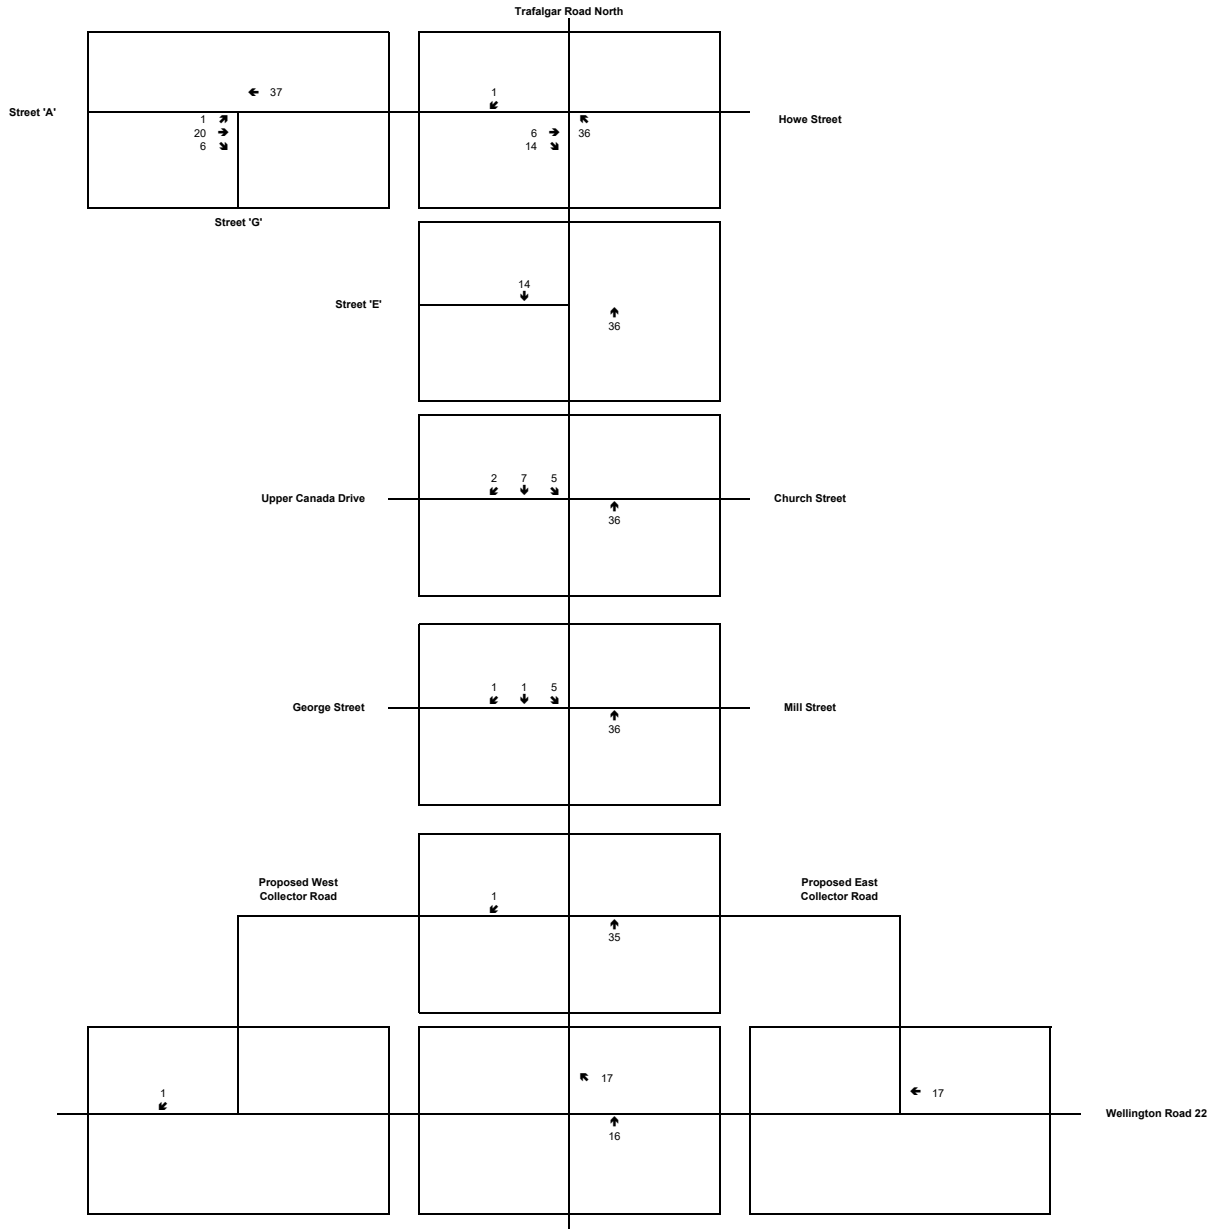 Trafalgar Road North
37
1
Street 'A'
Howe Street
1
20
6
6
36
14
Street 'G'
14
Street 'E'
36
2 7 5
Upper Canada Drive
Church Street
36
1 1 5
George Street
Mill Street
36
Proposed West
Collector Road
Proposed East
Collector Road
1
35
17
1
17
Wellington Road 22
16